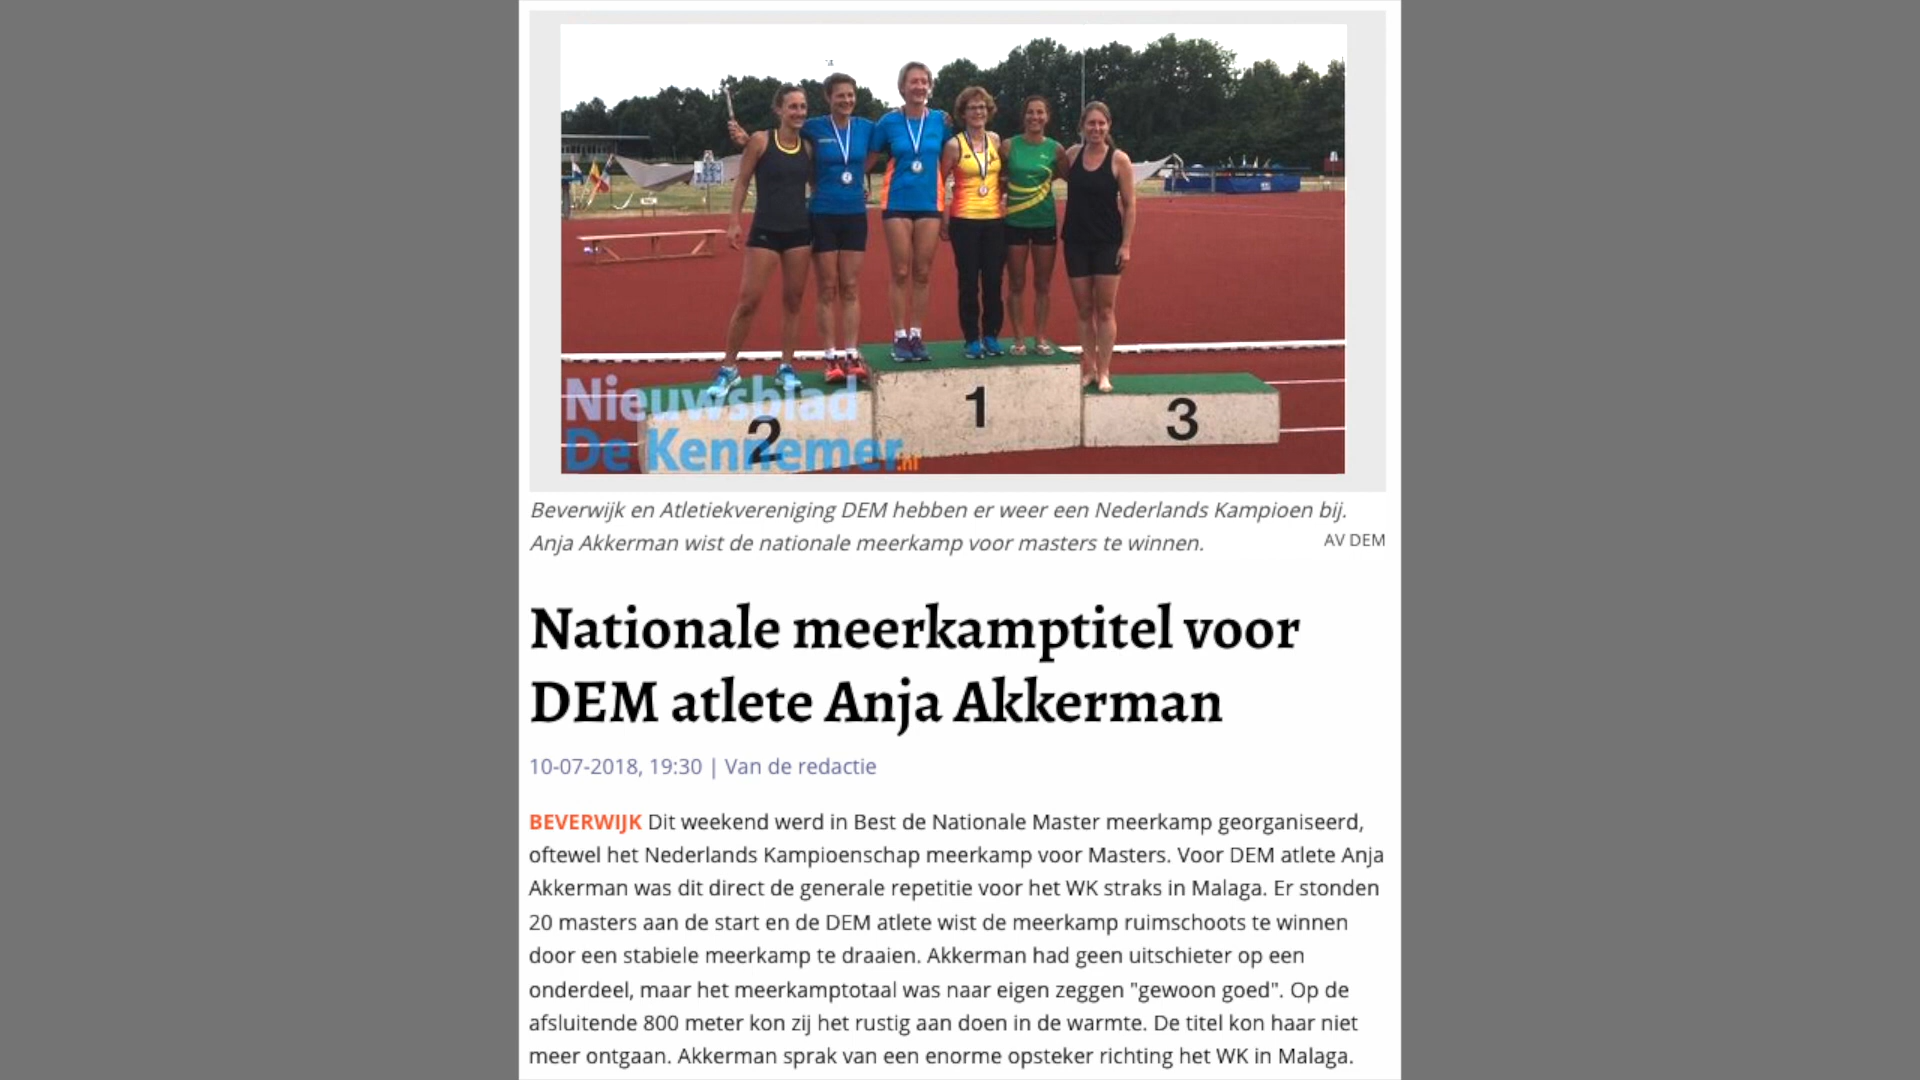 2
1
3
Nieuwsblad
De Kennemer.nl
Beverwijk en Atletiekvereniging DEM hebben er weer een Nederlands Kampioen bij.
Anja Akkerman wist de nationale meerkamp voor masters te winnen.
AV DEM
Nationale meerkamptitel voor
DEM atlete Anja Akkerman
10-07-2018, 19:30 | Van de redactie
BEVERWIJK Dit weekend werd in Best de Nationale Master meerkamp georganiseerd,
oftewel het Nederlands Kampioenschap meerkamp voor Masters. Voor DEM atlete Anja
Akkerman was dit direct de generale repetitie voor het WK straks in Malaga. Er stonden
20 masters aan de start en de DEM atlete wist de meerkamp ruimschoots te winnen
door een stabiele meerkamp te draaien. Akkerman had geen uitschieter op een
onderdeel, maar het meerkamptotaal was naar eigen zeggen "gewoon goed". Op de
afsluitende 800 meter kon zij het rustig aan doen in de warmte. De titel kon haar niet
meer ontgaan. Akkerman sprak van een enorme opsteker richting het WK in Malaga.